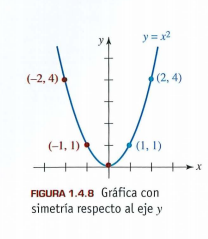 y
y = x²
(−2, 4)
(2, 4)
(−1, 1)
(1, 1)
x
FIGURA 1.4.8 Gráfica con
simetría respecto al eje y